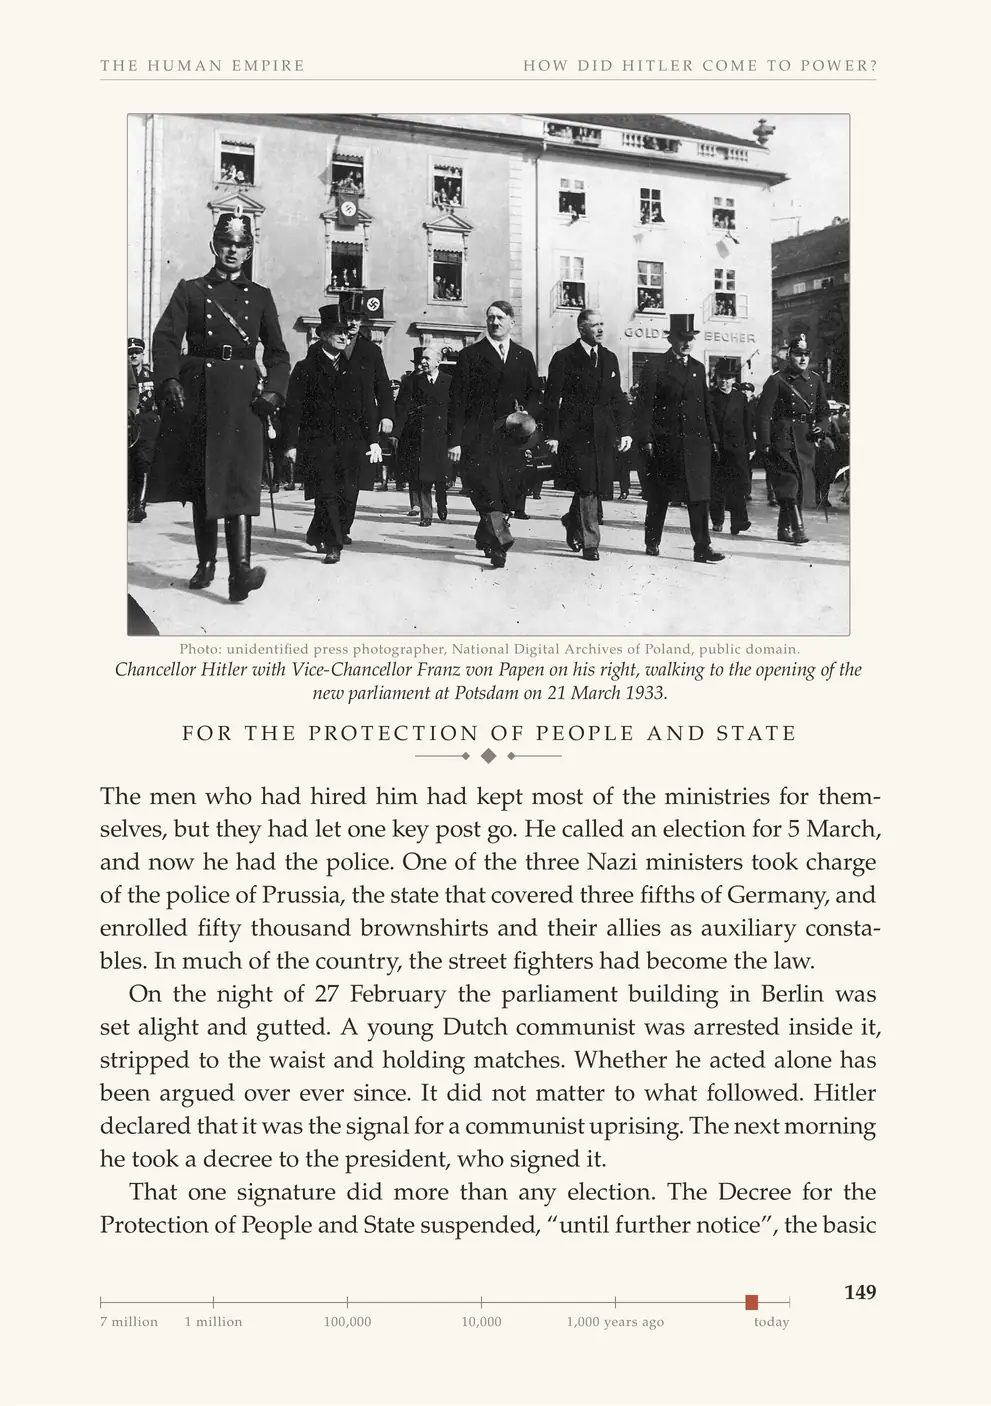 THE HUMAN EMPIRE
HOW DID HITLER COME TO POWER?
GOLD
BECHER
Photo: unidentified press photographer, National Digital Archives of Poland, public domain.
Chancellor Hitler with Vice-Chancellor Franz von Papen on his right, walking to the opening of the
new parliament at Potsdam on 21 March 1933.
FOR THE PROTECTION OF PEOPLE AND STATE
The men who had hired him had kept most of the ministries for them-
selves, but they had let one key post go. He called an election for 5 March,
and now he had the police. One of the three Nazi ministers took charge
of the police of Prussia, the state that covered three fifths of Germany, and
enrolled fifty thousand brownshirts and their allies as auxiliary consta-
bles. In much of the country, the street fighters had become the law.
On the night of 27 February the parliament building in Berlin was
set alight and gutted. A young Dutch communist was arrested inside it,
stripped to the waist and holding matches. Whether he acted alone has
been argued over ever since. It did not matter to what followed. Hitler
declared that it was the signal for a communist uprising. The next morning
he took a decree to the president, who signed it.
That one signature did more than any election. The Decree for the
Protection of People and State suspended, “until further notice”, the basic
149
7 million
1 million
100,000
10,000
1,000 years ago
today